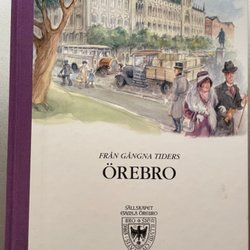 FRÅN GÅNGNA TIDERS
ÖREBRO
SÄLLSKAPET
GAMLA ÖREBRO